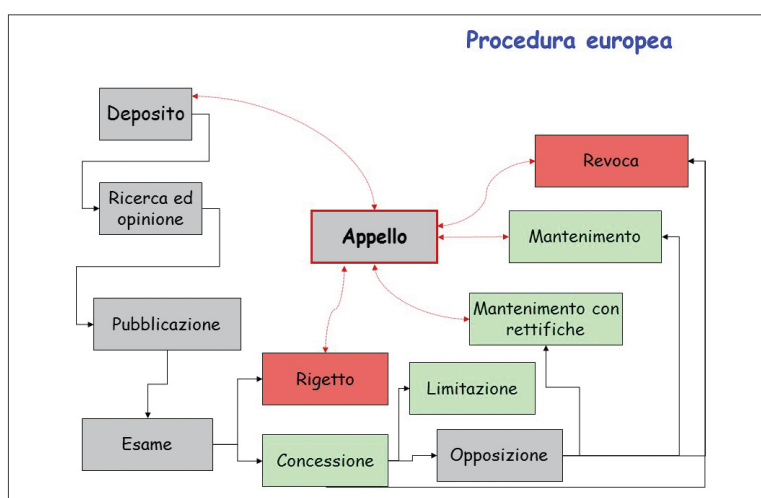 Procedura europea
Deposito
Revoca
Ricerca ed
opinione
Appello
Mantenimento
Pubblicazione
Mantenimento con
rettifiche
Rigetto
Limitazione
Esame
Concessione
Opposizione